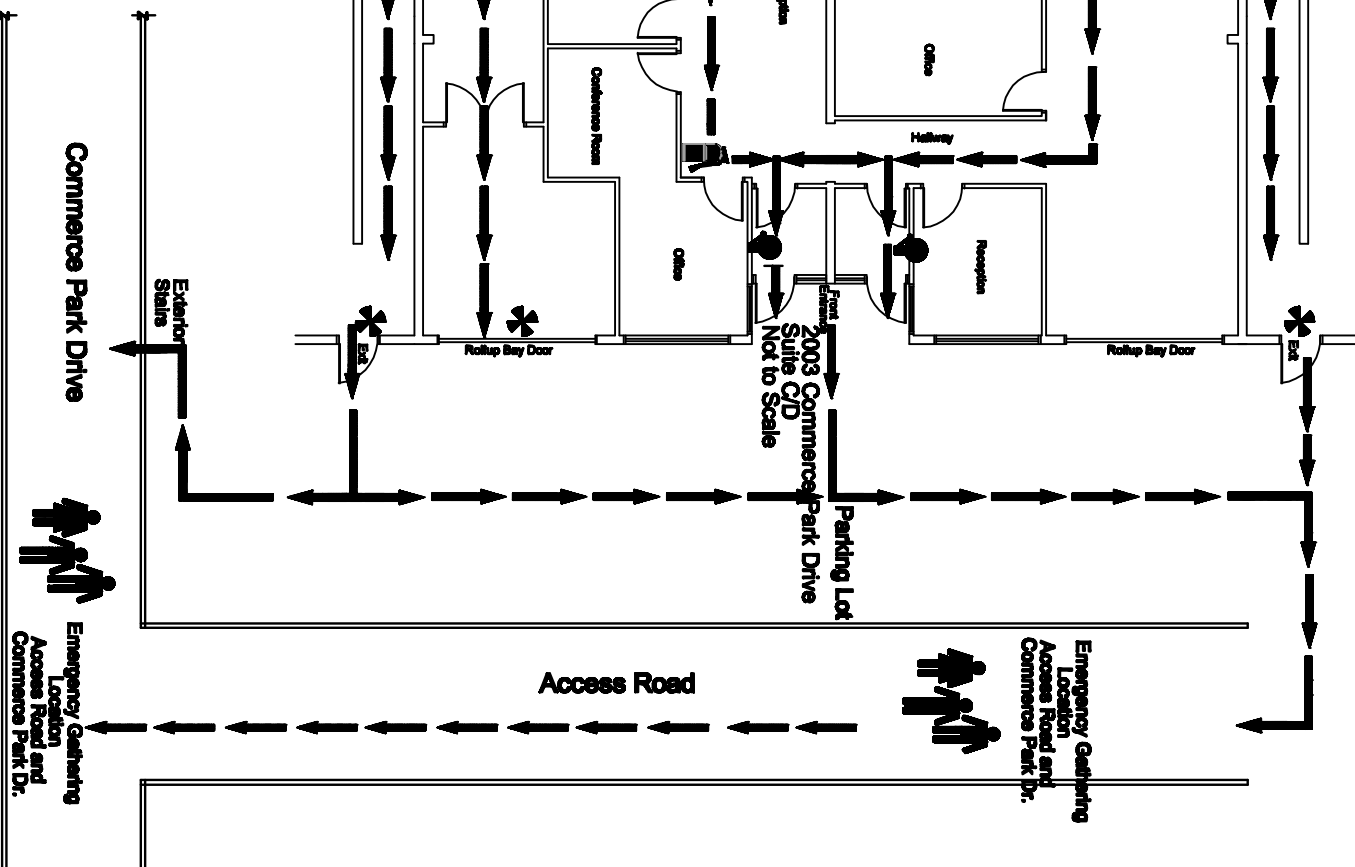 ption
Office
Conference Room
Hallway
Office
Reception
Exterior
Stairs
Commerce Park Drive
Front
Entrance
Exit
Rollup Bay Door
Rollup Bay Door
Exit
2003 Commerce Park Drive
Suite C/D
Not to Scale
Parking Lot
Access Road
Emergency Gathering
Location
Access Road and
Commerce Park Dr.
Emergency Gathering
Location
Access Road and
Commerce Park Dr.